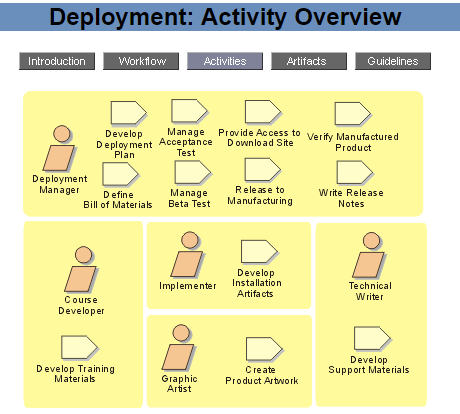 Deployment: Activity Overview
Introduction
Workflow
Activities
Artifacts
Guidelines
Deployment
Manager
Develop
Deployment
Plan
Manage
Acceptance
Test
Provide Access to
Download Site
Verify Manufactured
Product
Define
Bill of Materials
Manage
Beta Test
Release to
Manufacturing
Write Release
Notes
Course
Developer
Develop Training
Materials
Implementer
Develop
Installation
Artifacts
Graphic
Artist
Create
Product Artwork
Technical
Writer
Develop
Support Materials